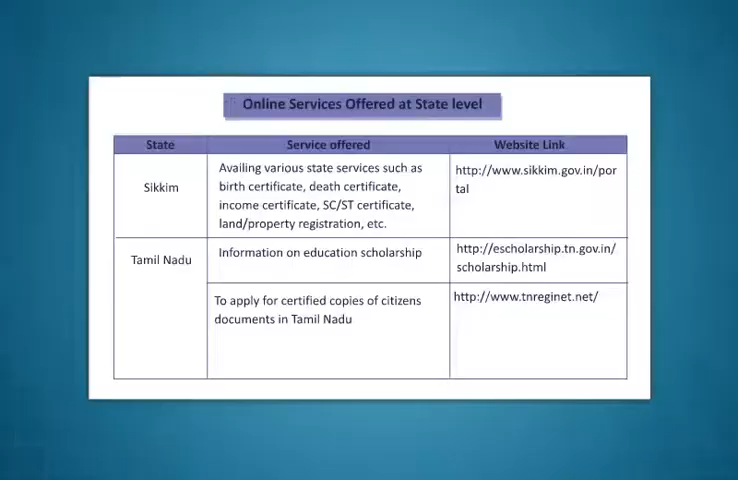 Online Services Offered at State level
State Service offered Website Link
Sikkim
Availing various state services such as
birth certificate, death certificate,
income certificate, SC/ST certificate,
land/property registration, etc.
http://www.sikkim.gov.in/por
tal
Tamil Nadu
Information on education scholarship
http://escholarship.tn.gov.in/
scholarship.html
To apply for certified copies of citizens
documents in Tamil Nadu
http://www.tnreginet.net/